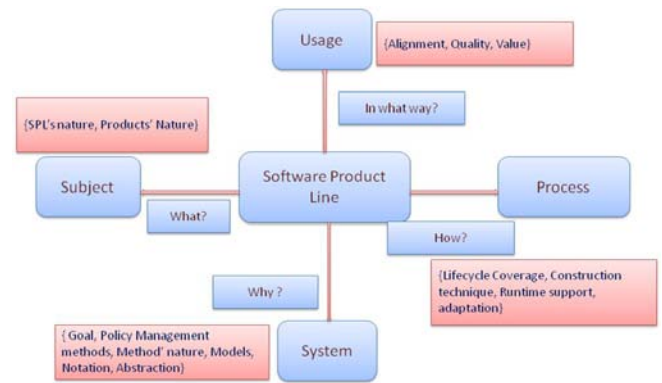 Usage
{Alignment, Quality, Value}
In what way?
{SPL's nature, Products' Nature}
Subject
Software Product
Line
Process
What?
How?
{Lifecycle Coverage, Construction
technique, Runtime support,
adaptation}
Why ?
{ Goal, Policy Management
methods, Method' nature, Models,
Notation, Abstraction}
System